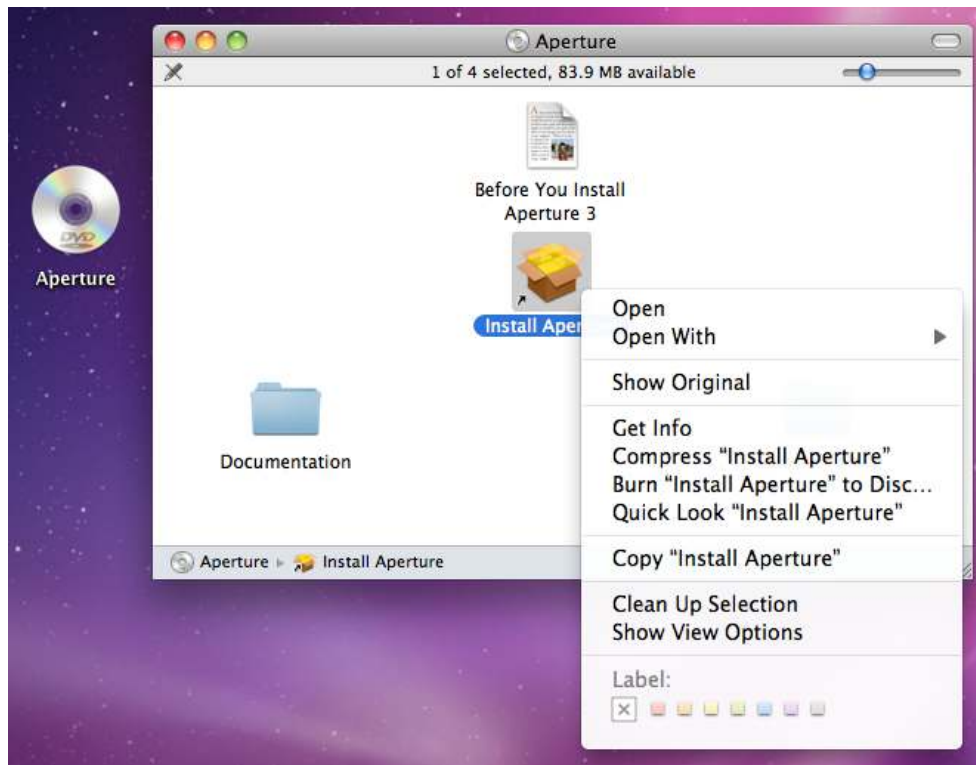 Aperture
1 of 4 selected, 83.9 MB available
Before You Install
Aperture 3
DVD
Aperture
Install Aper
Documentation
Aperture ▸ Install Aperture
Open
Open With
Show Original
Get Info
Compress “Install Aperture”
Burn “Install Aperture” to Disc...
Quick Look “Install Aperture”
Copy “Install Aperture”
Clean Up Selection
Show View Options
Label: